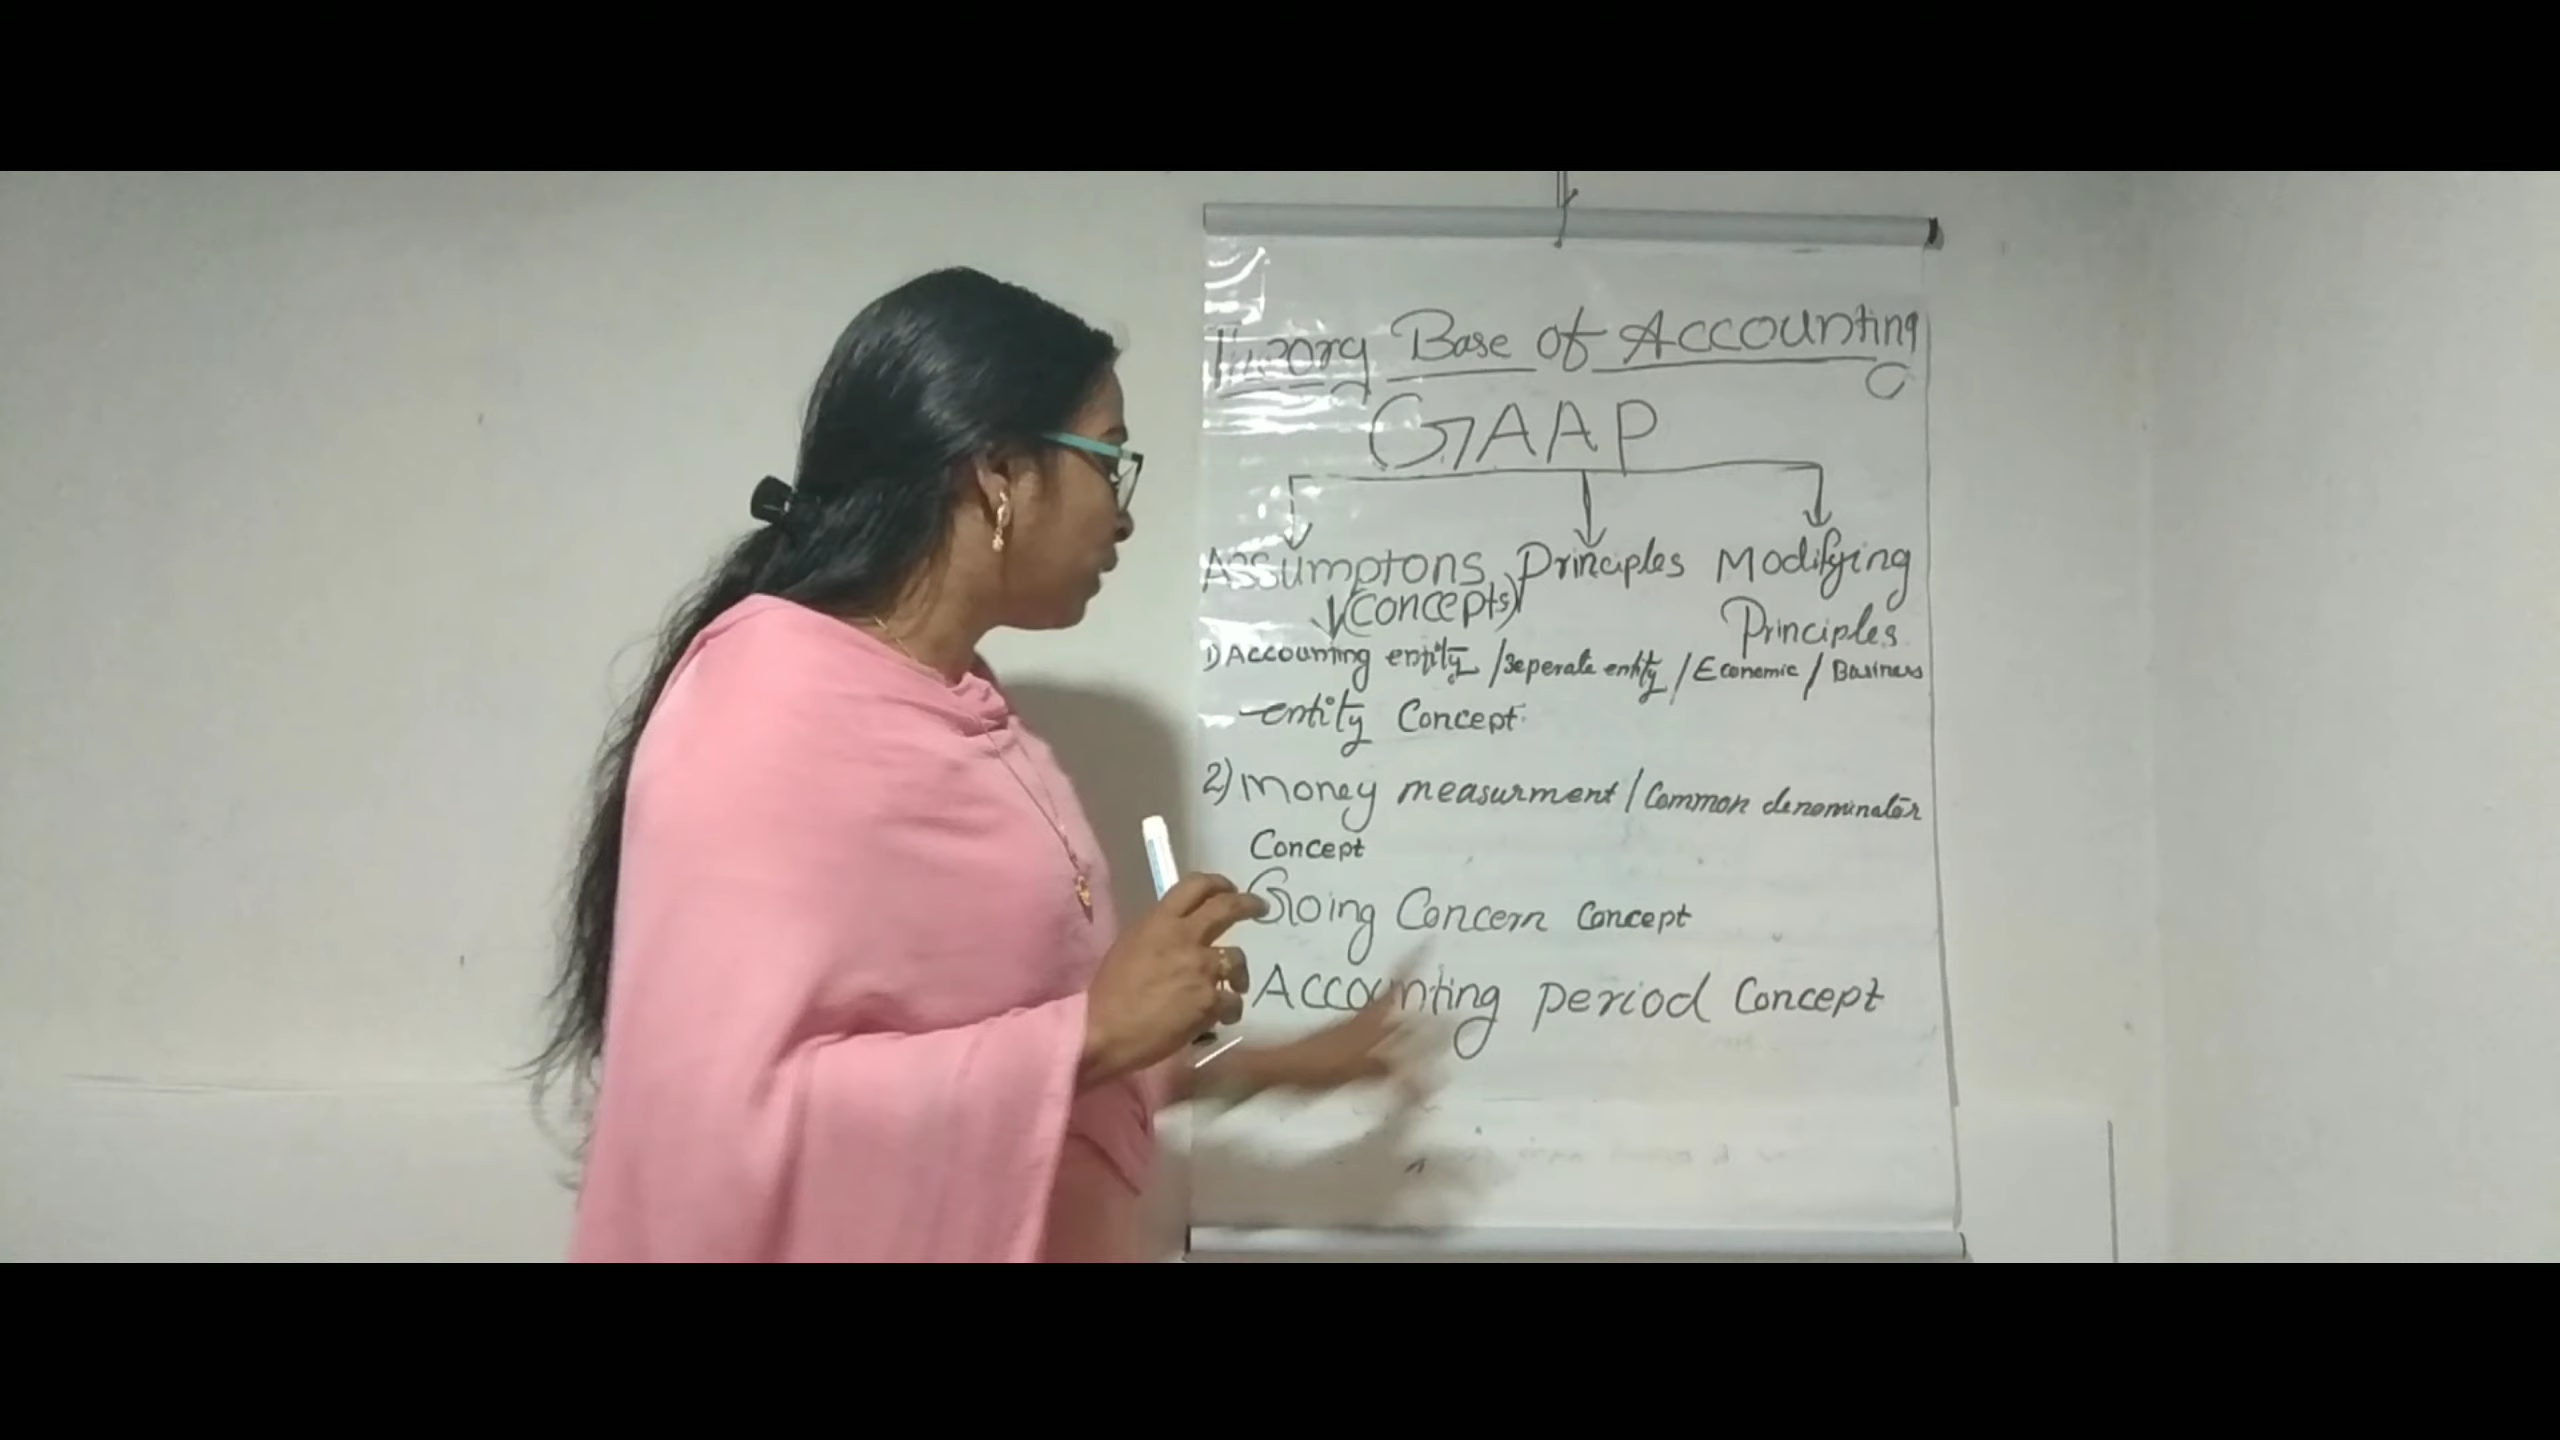 Theory Base of Accounting
GAAP
Assumptons Principles Modifying
(Concepts) Principles
1) Accounting entity / Seperate entity / Economic / Business
entity Concept
2) Money measurment / Common denominator
Concept
Going Concern Concept
Accounting period Concept